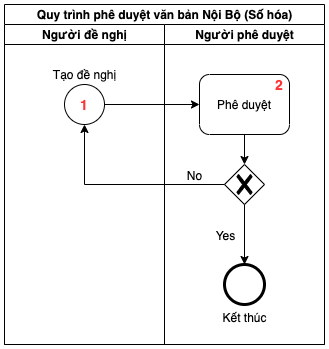 Quy trình phê duyệt văn bản Nội Bộ (Số hóa)
Người đề nghị
Người phê duyệt
Tạo đề nghị
1
2
Phê duyệt
No
Yes
Kết thúc